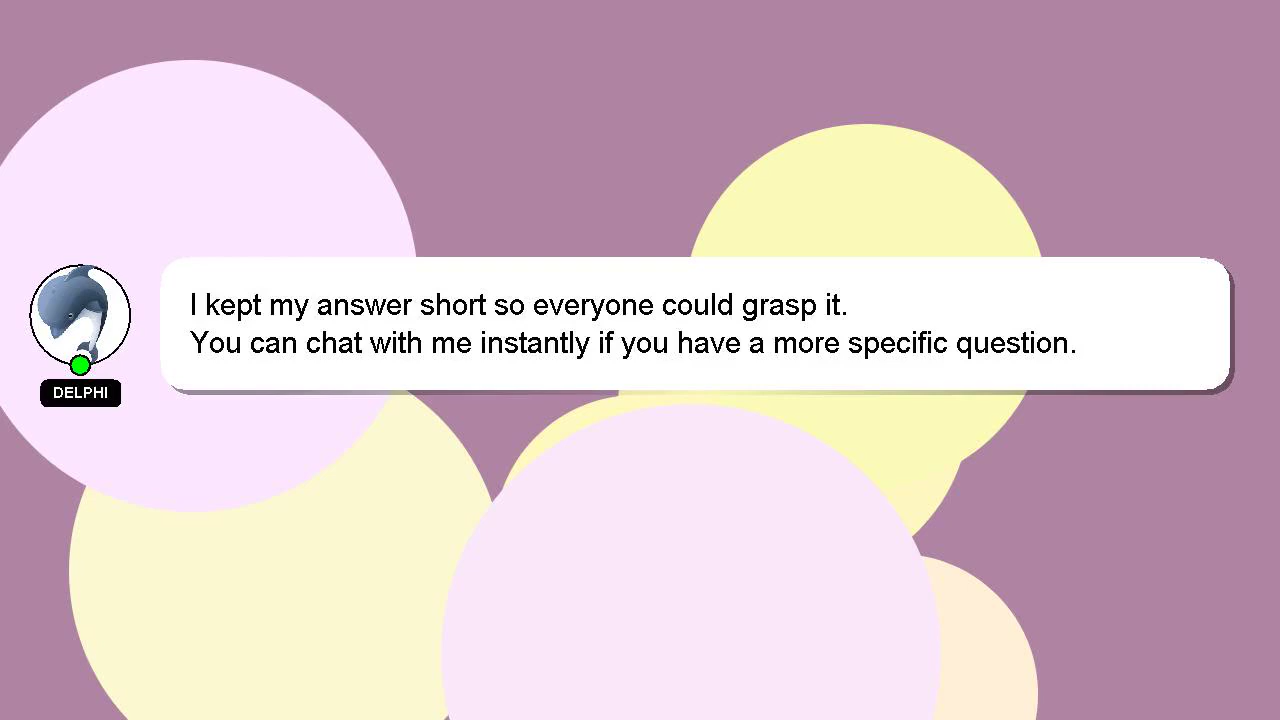 I kept my answer short so everyone could grasp it.
You can chat with me instantly if you have a more specific question.
DELPHI